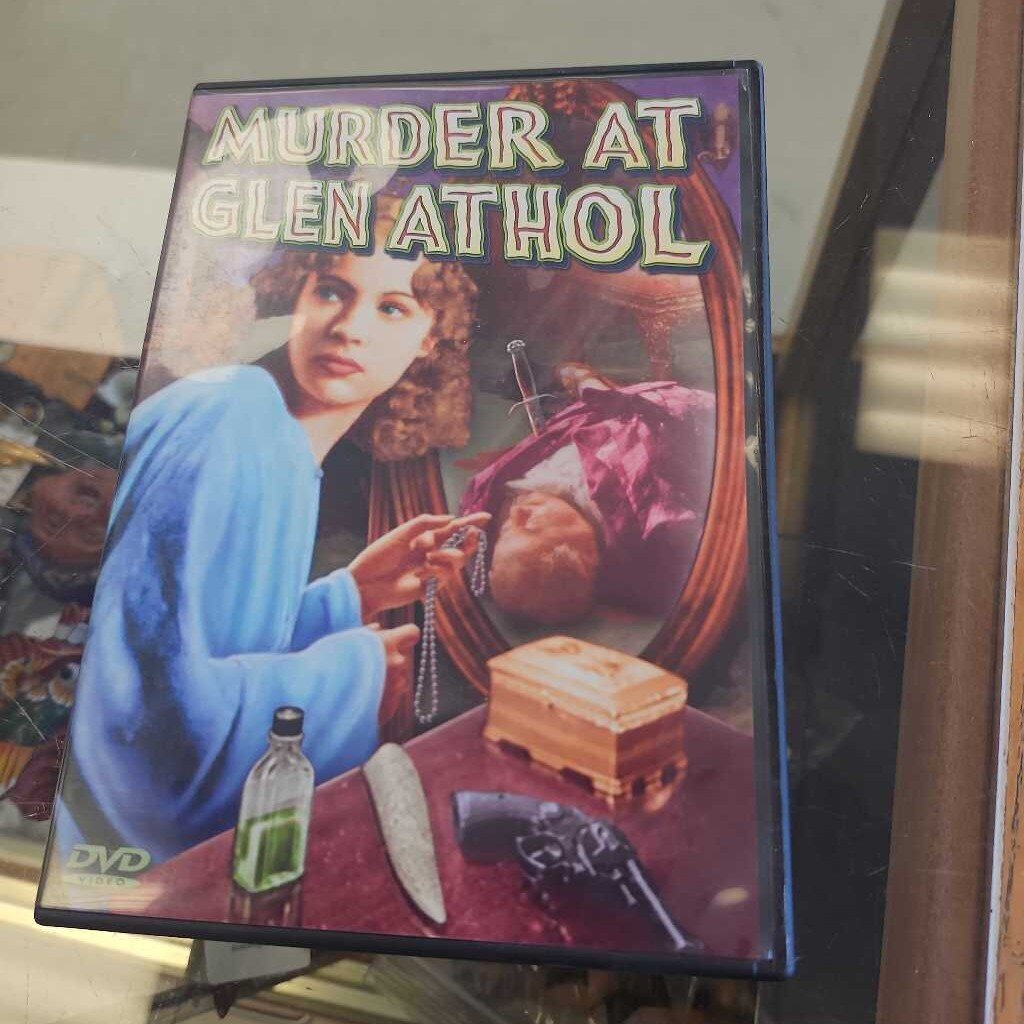 MURDER AT
GLEN ATHOL
DVD
VIDEO